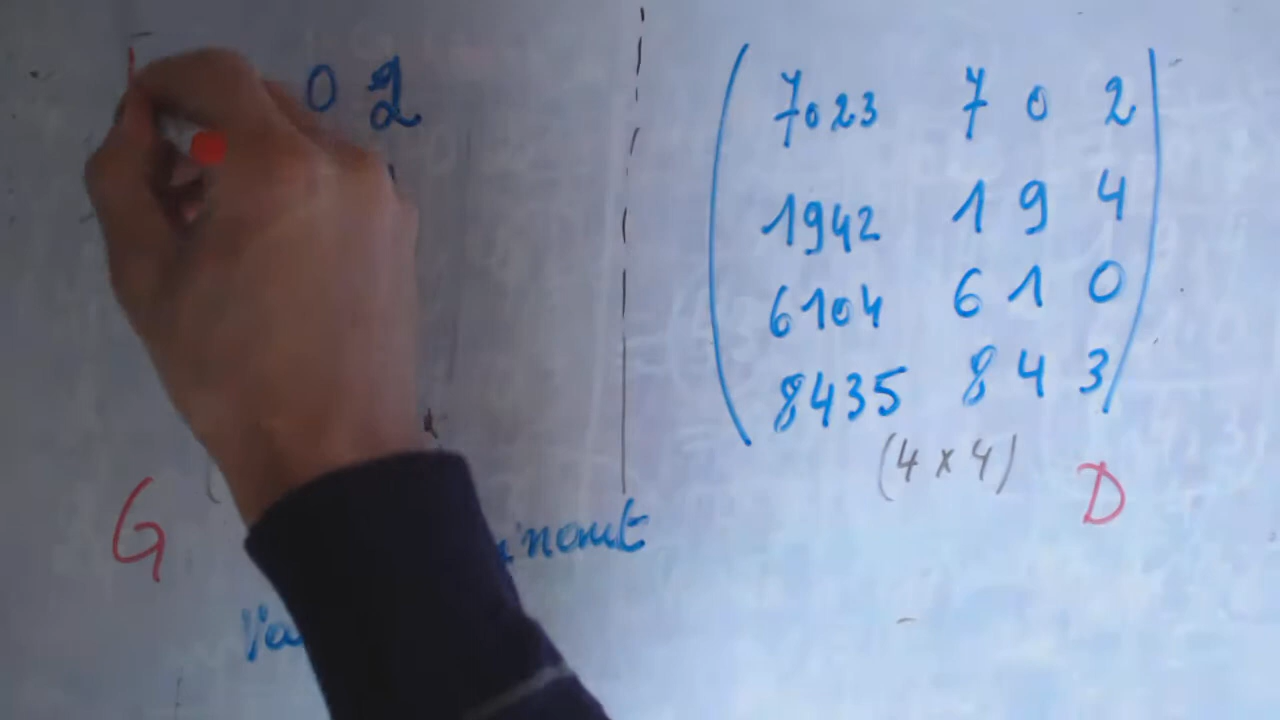 0 2
7023 7 0 2
1942 1 9 4
6104 6 1 0
8435 8 4 3
(4 x 4)
G
D